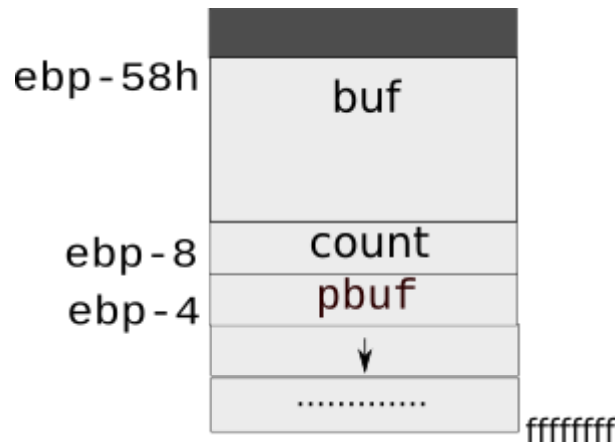 ebp-58h
buf
count
ebp-8
pbuf
ebp-4
.............
ffffffff